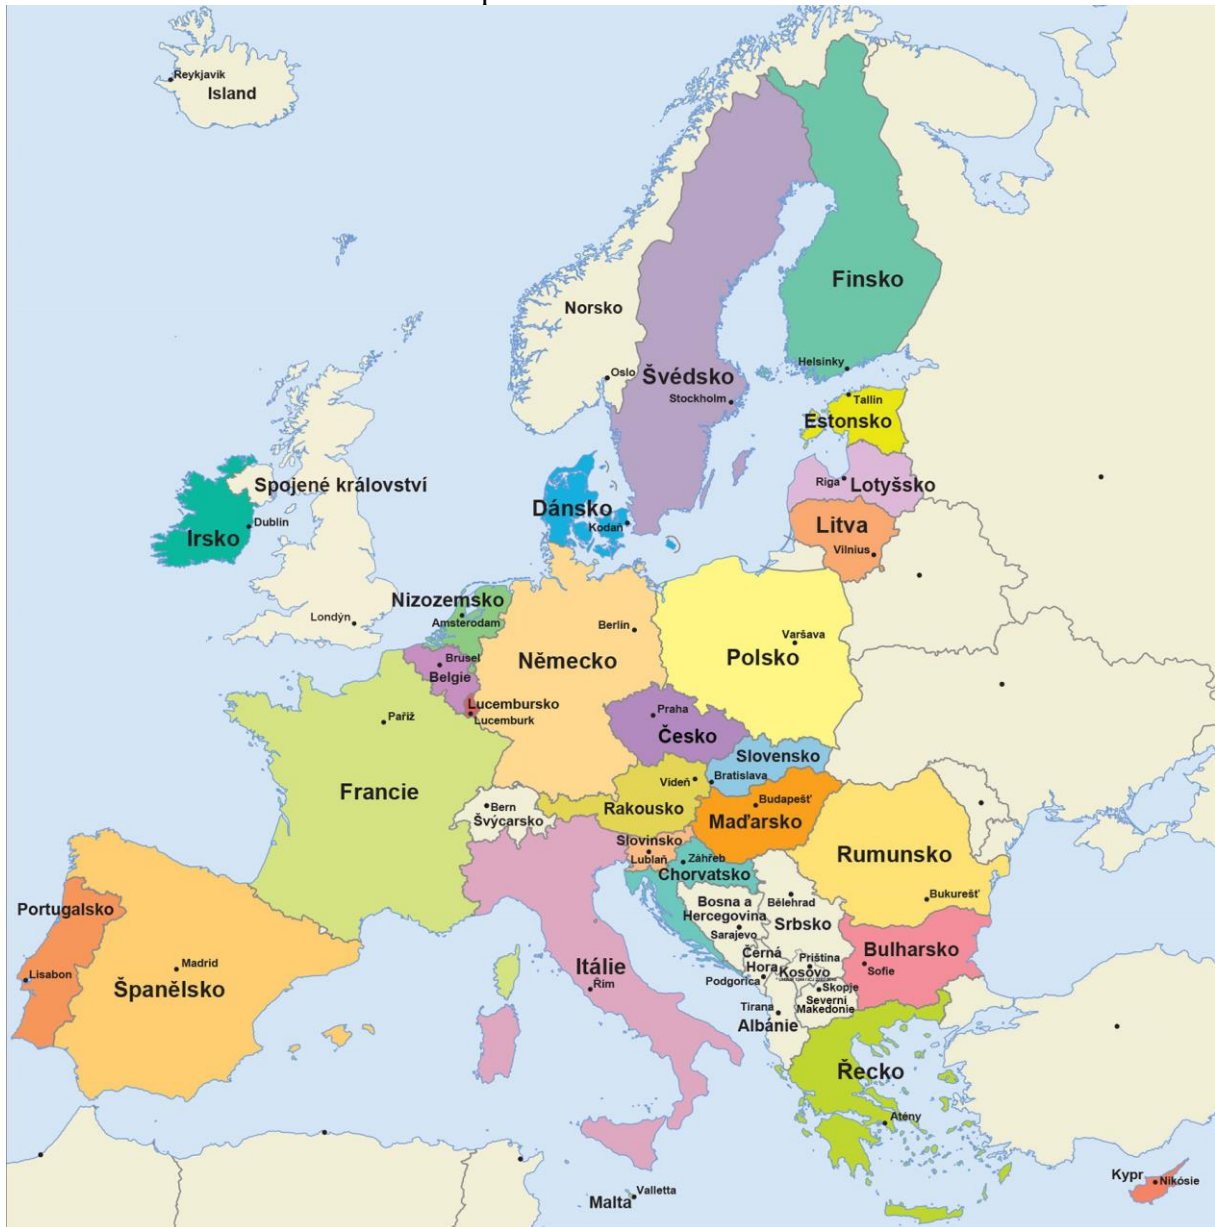 Řeykjavik
Island
Finsko
Norsko
Helsinky
Oslo
Švédsko
Stockholm
Tallin
Estonsko
Spojené království
Riga
Lotyšsko
Dánsko
Kodaň
Dublin
Irsko
Litva
Vilnius
Nizozemsko
Amsterdam
Londýn
Berlín
Varšava
Polsko
Brusel
Belgie
Německo
Lucembursko
Lucemburk
Paříž
Praha
Česko
Slovensko
Bratislava
Vídeň
Francie
Rakousko
Budapešť
Maďarsko
Bern
Švýcarsko
Slovinsko
Lublaň
Záhřeb
Chorvatsko
Rumunsko
Bukurešť
Bosna a
Hercegovina
Sarajevo
Bělehrad
Srbsko
Portugalsko
Lisabon
Madrid
Španělsko
Itálie
Řím
Černá
Hora
Podgorica
Priština
Kosovo
Bulharsko
Sofie
Skopje
Severní
Makedonie
Tirana
Albánie
Řecko
Atény
Malta
Valletta
Kypr
Nikósie